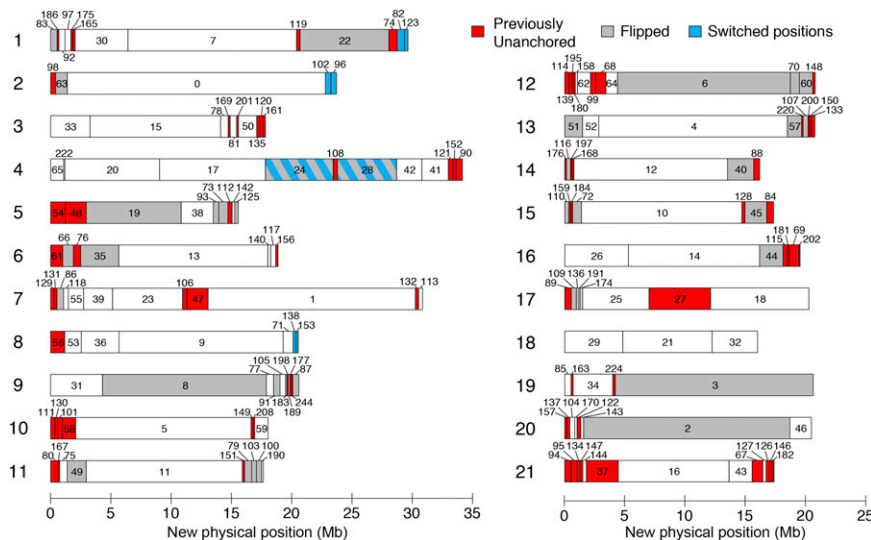 Previously Unanchored
Flipped
Switched positions
1
186 97 175 119 82
83 165 74 123
30 7 22
92
2
98 102 96
63 0
3
169 201 120
78 161
33 15 50
81 135
4
222 108 152
121 90
65 20 17 24 28 42 41
5
73 112 142
93 125
54 48 19 38
6
117
66 76 140 156
61 35 13
7
131 86
129 118 106 132 113
55 39 23 47 1
8
138
71 153
56 53 36 9
9
105 198 177
77 87
31 8
91 183 244
189
10
130
111 101 149 208
58 5 59
11
167 79 103 100
80 75 151 190
49 11
0 5 10 15 20 25 30 35
New physical position (Mb)
12
195
114 158 68 70 148
62 64 6 60
139 99
180
13
107 200 150
220 133
51 52 4 57
14
116 197
176 168 88
12 40
15
159 184
110 72 128 84
10 45
16
181 69
115 202
26 14 44
17
109 136 191
89 174
25 27 18
18
29 21 32
19
85 163 224
34 3
20
137 104 170 122
157 143
2 46
21
95 134 147 127 126 146
94 144 67 182
37 16 43
0 5 10 15 20 25
New physical position (Mb)